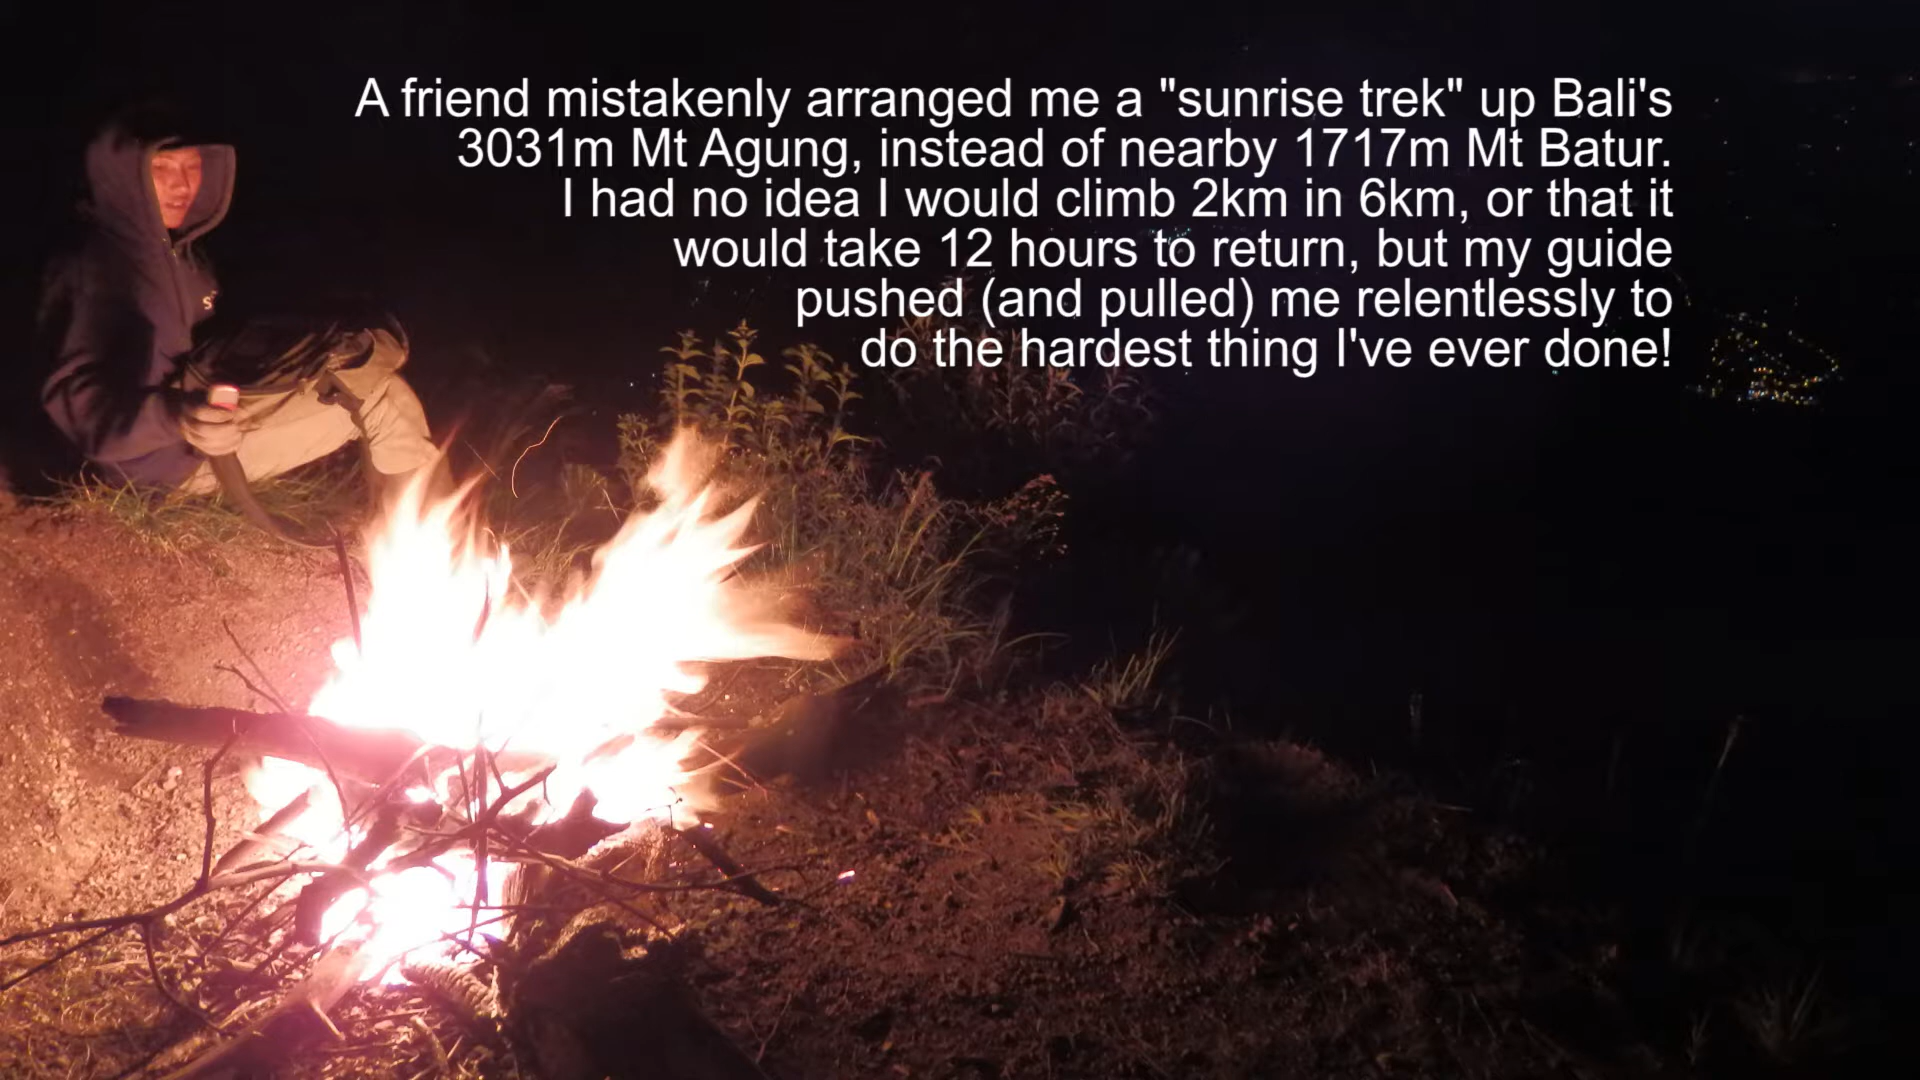 A friend mistakenly arranged me a "sunrise trek" up Bali's
3031m Mt Agung, instead of nearby 1717m Mt Batur.
I had no idea I would climb 2km in 6km, or that it
would take 12 hours to return, but my guide
pushed (and pulled) me relentlessly to
do the hardest thing I've ever done!